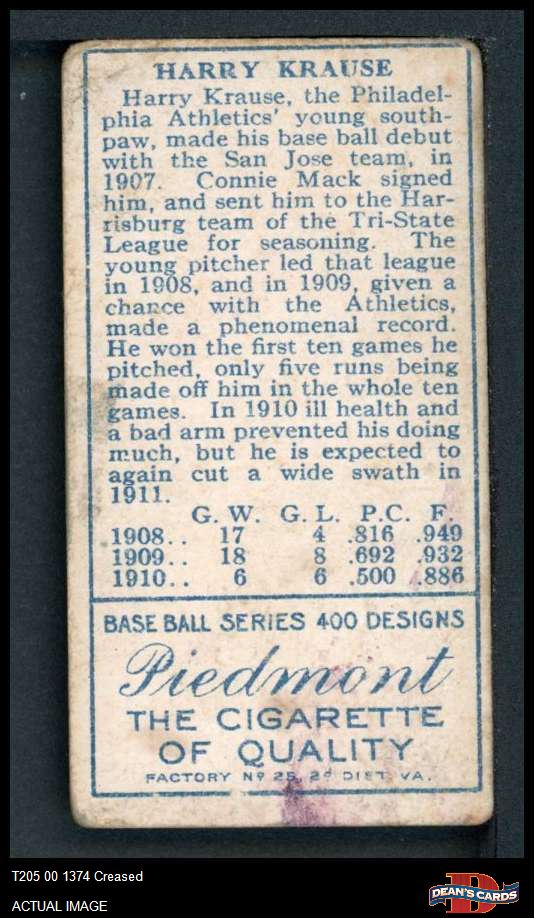 HARRY KRAUSE
Harry Krause, the Philadel-
phia Athletics' young south-
paw, made his base ball debut
with the San Jose team, in
1907. Connie Mack signed
him, and sent him to the Har-
risburg team of the Tri-State
League for seasoning. The
young pitcher led that league
in 1908, and in 1909, given a
chance with the Athletics,
made a phenomenal record.
He won the first ten games he
pitched, only five runs being
made off him in the whole ten
games. In 1910 ill health and
a bad arm prevented his doing
much, but he is expected to
again cut a wide swath in
1911.
G. W. G. L. P.C. F.
1908.. 17 4 .816 .949
1909.. 18 8 .692 .932
1910.. 6 6 .500 .886
BASE BALL SERIES 400 DESIGNS
Piedmont
THE CIGARETTE
OF QUALITY
FACTORY Nº 25, 2d DIST. VA.
T205 00 1374 Creased
ACTUAL IMAGE
D
DEAN'S CARDS